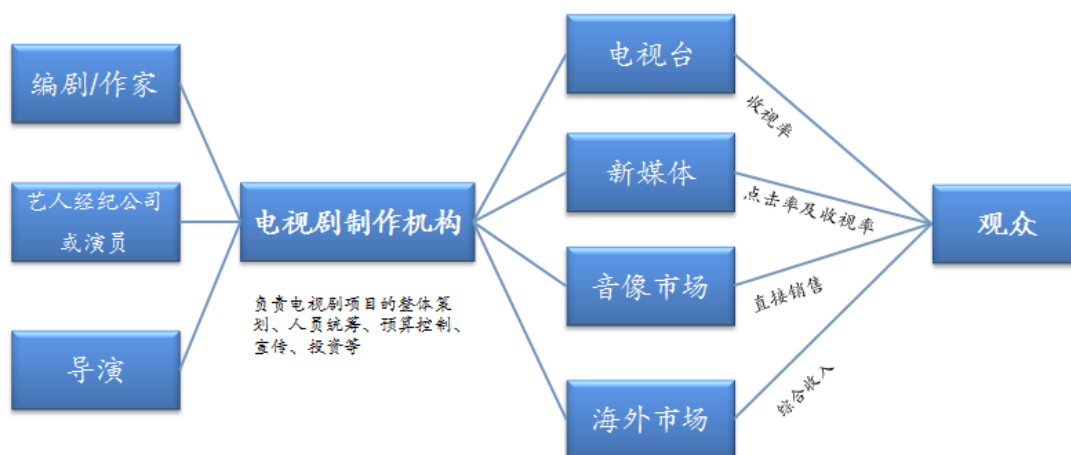 编剧/作家
艺人经纪公司
或演员
导演
电视剧制作机构
负责电视剧项目的整体策
划、人员统筹、预算控制、
宣传、投资等
电视台
新媒体
音像市场
海外市场
收视率
点击率及收视率
直接销售
综合收入
观众